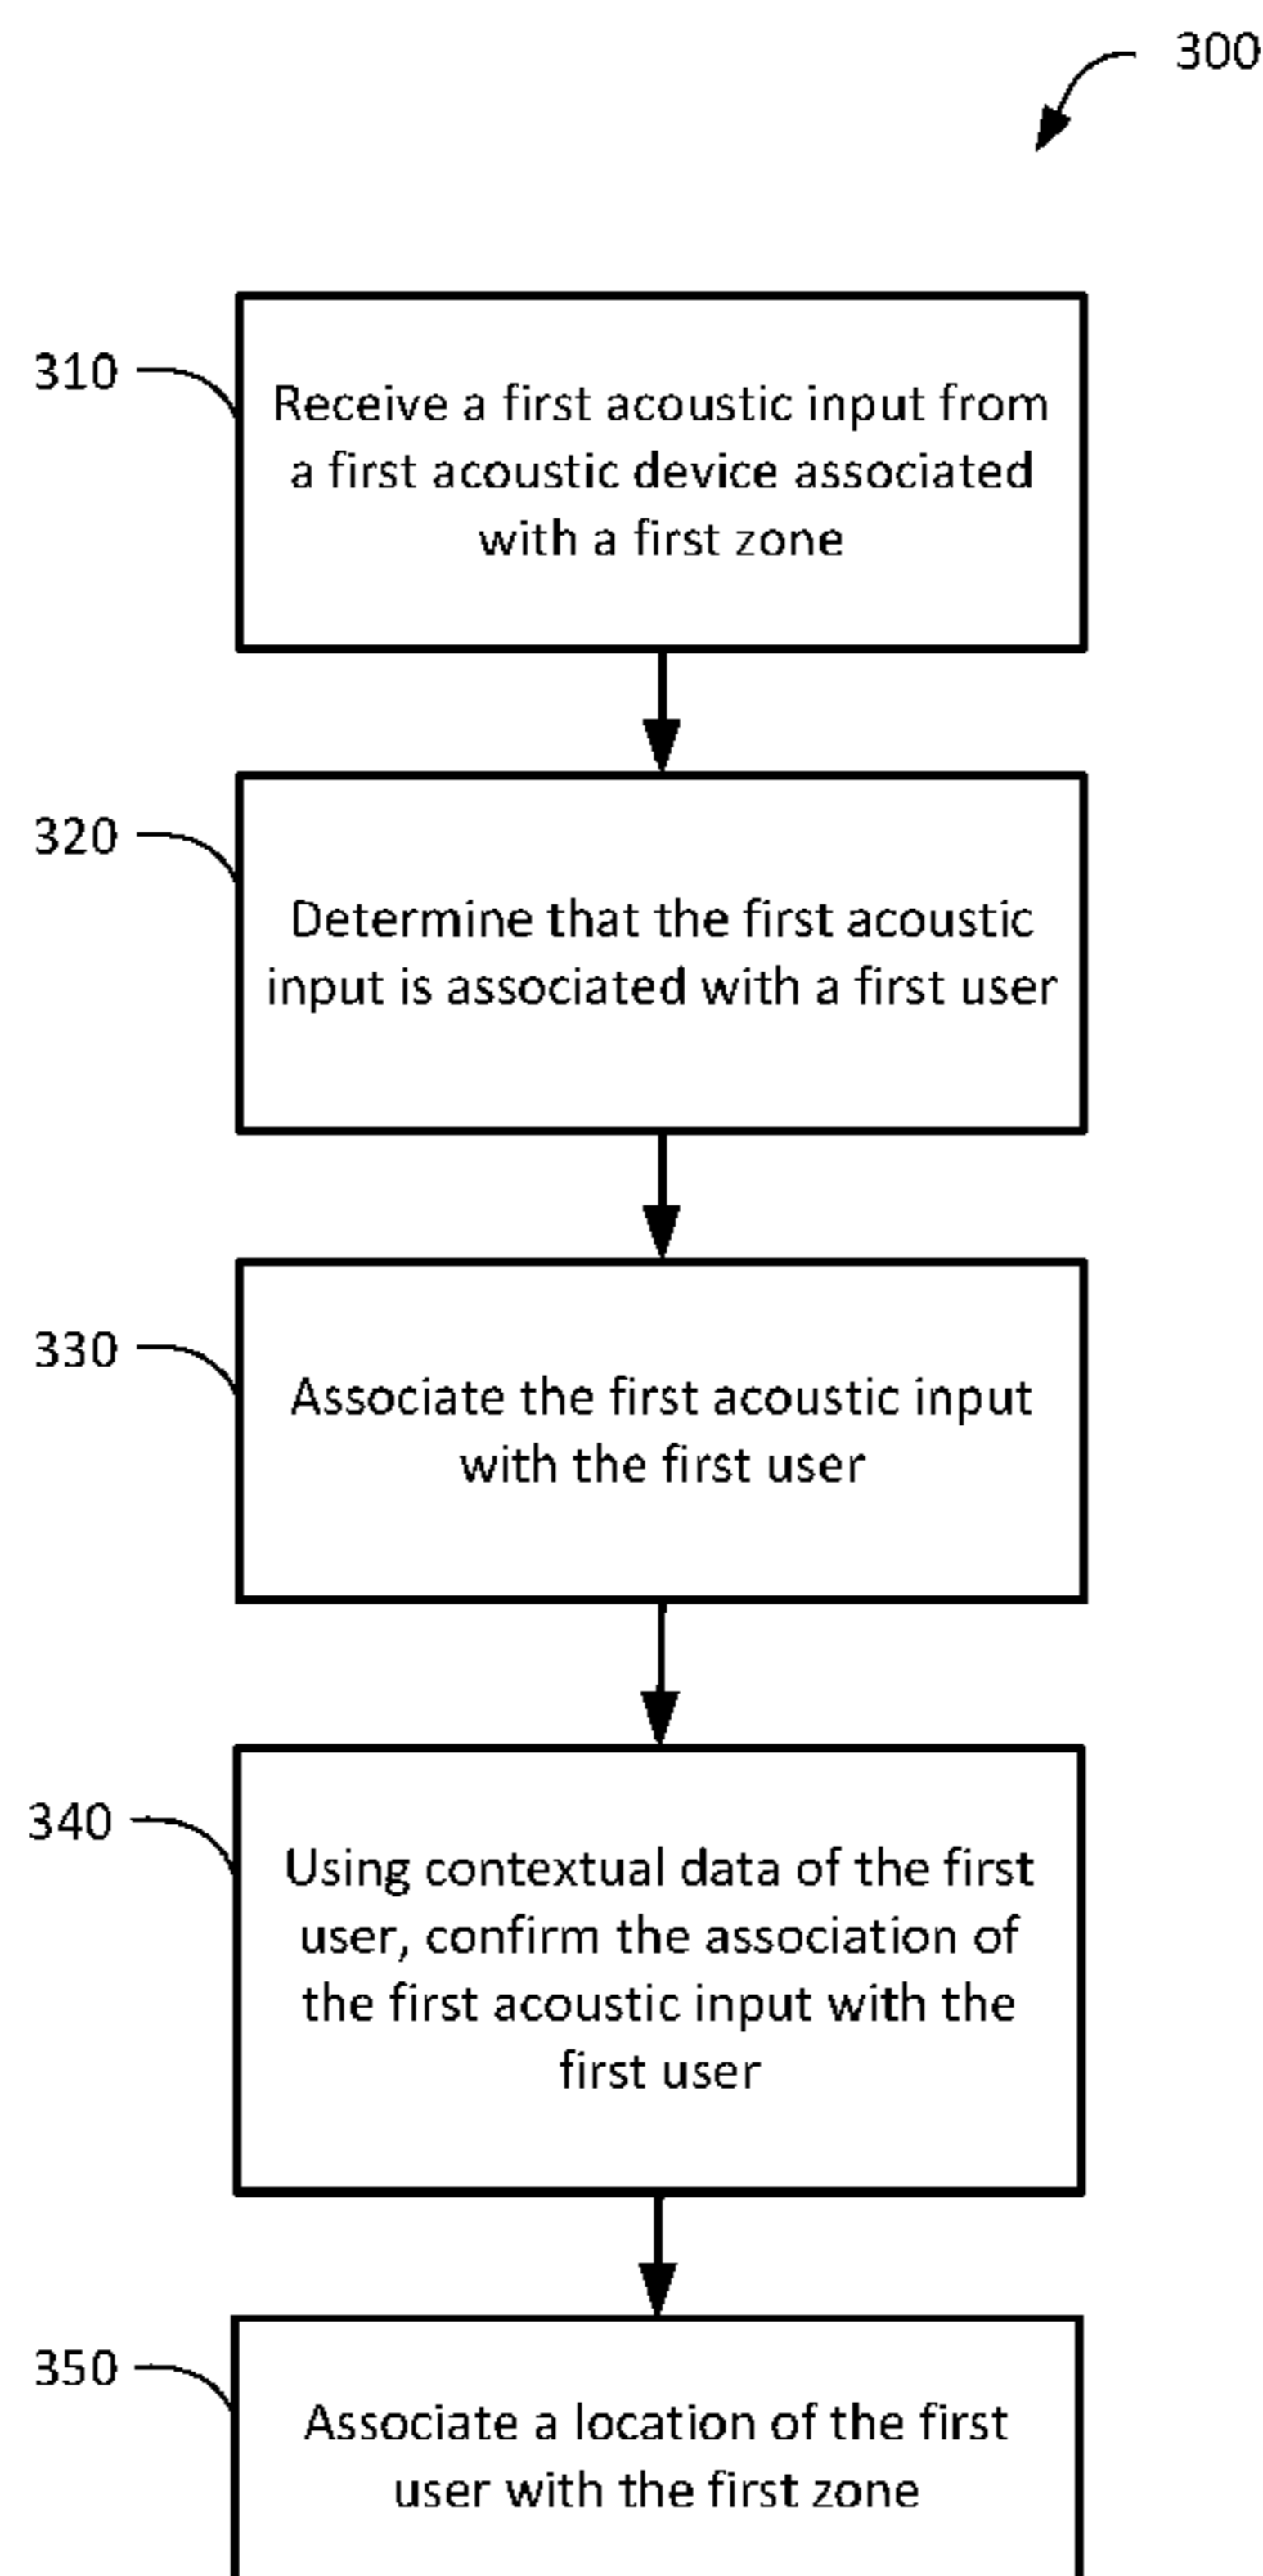 300
310
Receive a first acoustic input from
a first acoustic device associated
with a first zone
320
Determine that the first acoustic
input is associated with a first user
330
Associate the first acoustic input
with the first user
340
Using contextual data of the first
user, confirm the association of
the first acoustic input with the
first user
350
Associate a location of the first
user with the first zone